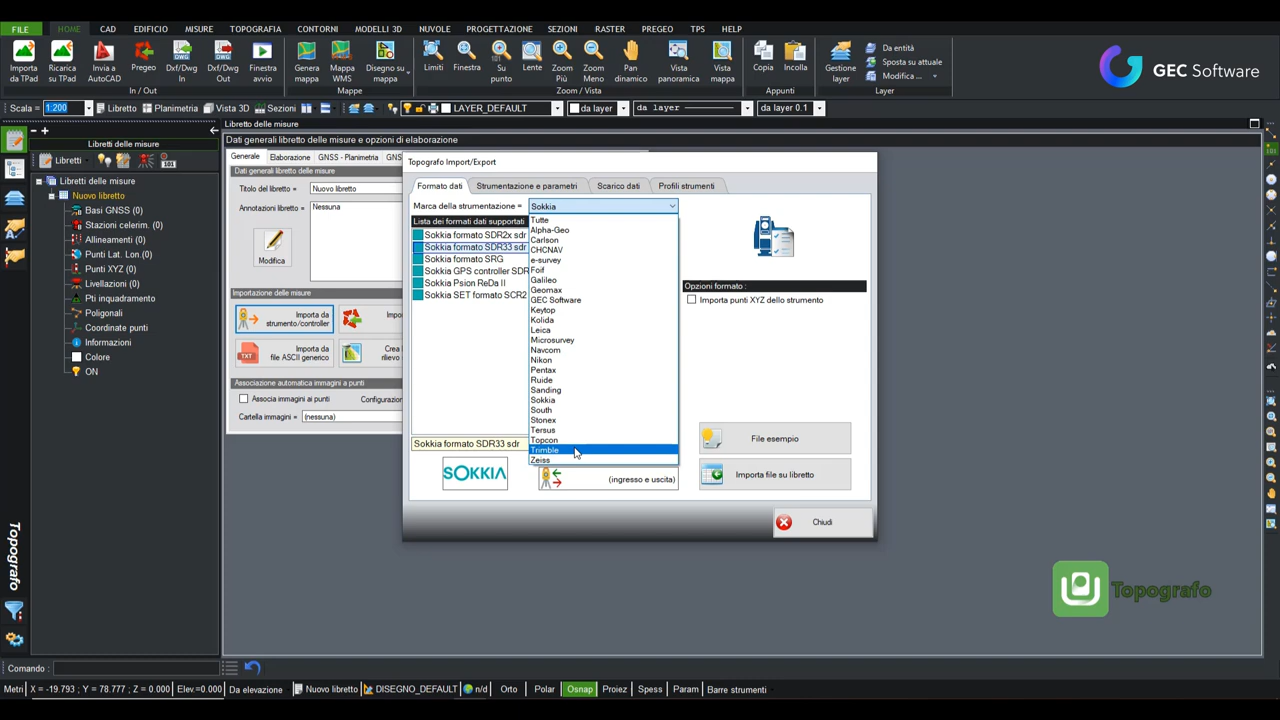 FILE HOME CAD EDIFICIO MISURE TOPOGRAFIA CONTORNI MODELLI 3D NUVOLE PROGETTAZIONE SEZIONI RASTER PREGEO TPS HELP
Importa da TPad
Ricarica su TPad
Invia a AutoCAD
Pregeo
Dxf/Dwg In
Dxf/Dwg Out
Finestra avvio
In / Out
Genera mappa
Mappa WMS
Disegno su mappa
Mappe
Limiti
Finestra
Su punto
Lente
Zoom Più
Zoom Meno
Pan dinamico
Vista panoramica
Vista mappa
Zoom / Vista
Copia
Incolla
Appunti
Gestione layer
Da entità
Sposta su attuale
Modifica ...
Layer
GEC Software
Scala = 1:200 Libretto Planimetria Vista 3D Sezioni LAYER_DEFAULT da layer da layer da layer 0.1
Libretti delle misure
Libretti
Libretti delle misure
Nuovo libretto
Basi GNSS (0)
Stazioni celerim. (0)
Allineamenti (0)
Punti Lat. Lon.(0)
Punti XYZ (0)
Livellazioni (0)
Pti inquadramento
Poligonali
Coordinate punti
Informazioni
Colore
ON
Topografo
Libretto delle misure
Dati generali libretto delle misure e opzioni di elaborazione
Generale Elaborazione GNSS - Planimetria GNS
Dati generali libretto delle misure
Titolo del libretto = Nuovo libretto
Annotazioni libretto = Nessuna
Modifica
Importazione delle misure
Importa da strumento/controller
Impor
Importa da file ASCII generico
Crea l
rilievo
Associazione automatica immagini a punti
Associa immagini ai punti Configurazion
Cartella immagini = (nessuna)
Topografo Import/Export
Formato dati Strumentazione e parametri Scarico dati Profili strumenti
Marca della strumentazione = Sokkia
Lista dei formati dati supportati
Sokkia formato SDR2x sdr
Sokkia formato SDR33 sdr
Sokkia formato SRG
Sokkia GPS controller SDR
Sokkia Psion ReDa II
Sokkia SET formato SCR2
Tutte
Alpha-Geo
Carlson
CHCNAV
e-survey
Foif
Galileo
Geomax
GEC Software
Keytop
Kolida
Leica
Microsurvey
Navcom
Nikon
Pentax
Ruide
Sanding
Sokkia
South
Stonex
Tersus
Topcon
Trimble
Zeiss
Opzioni formato :
Importa punti XYZ dello strumento
Sokkia formato SDR33 sdr
SOKKIA
(ingresso e uscita)
File esempio
Importa file su libretto
Chiudi
Topografo
Comando :
Metri X = -19.793 ; Y = 78.777 ; Z = 0.000 Elev=0.000 Da elevazione Nuovo libretto DISEGNO_DEFAULT n/d Orto Polar Osnap Proiez Spess Param Barre strumenti